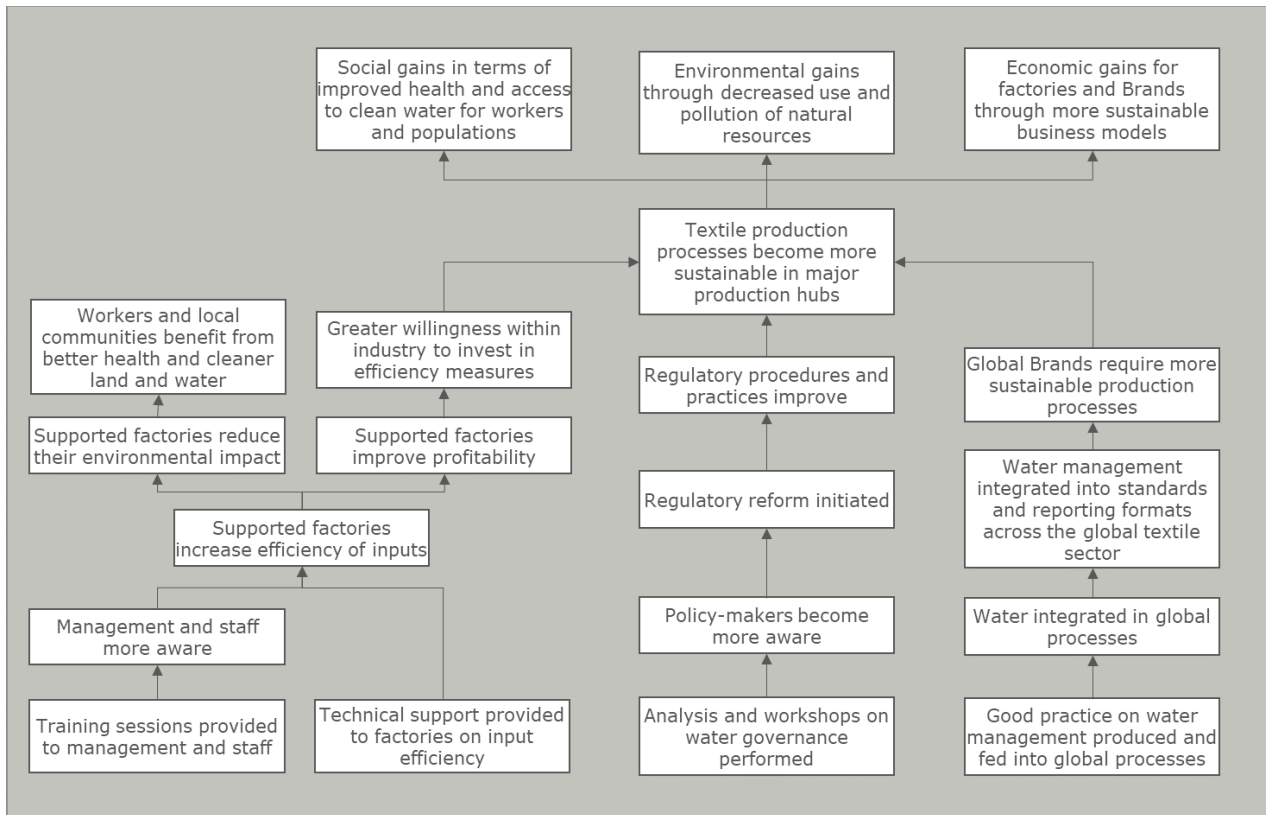 Social gains in terms of
improved health and access
to clean water for workers
and populations
Environmental gains
through decreased use and
pollution of natural
resources
Economic gains for
factories and Brands
through more sustainable
business models
Textile production
processes become more
sustainable in major
production hubs
Workers and local
communities benefit from
better health and cleaner
land and water
Greater willingness within
industry to invest in
efficiency measures
Regulatory procedures and
practices improve
Global Brands require more
sustainable production
processes
Supported factories reduce
their environmental impact
Supported factories
improve profitability
Water management
integrated into standards
and reporting formats
across the global textile
sector
Regulatory reform initiated
Supported factories
increase efficiency of inputs
Management and staff
more aware
Policy-makers become
more aware
Water integrated in global
processes
Training sessions provided
to management and staff
Technical support provided
to factories on input
efficiency
Analysis and workshops on
water governance
performed
Good practice on water
management produced and
fed into global processes